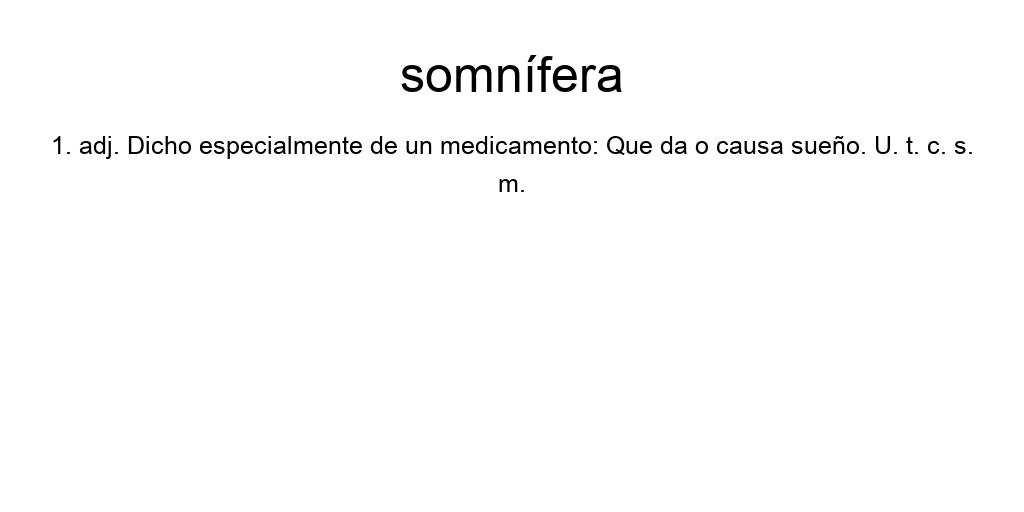 somnífera
1. adj. Dicho especialmente de un medicamento: Que da o causa sueño. U. t. c. s.
m.